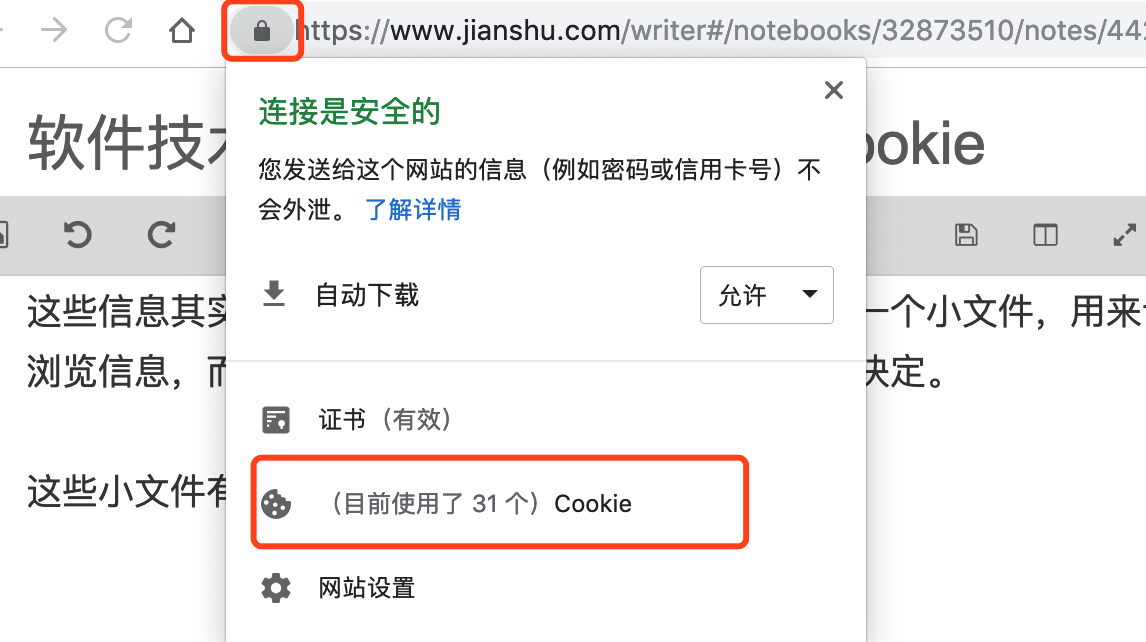 https://www.jianshu.com/writer#/notebooks/32873510/notes/44
连接是安全的
软件技
ookie
您发送给这个网站的信息（例如密码或信用卡号）不
会外泄。 了解详情
自动下载
允许
这些信息其
一个小文件，用来
浏览信息，
决定。
证书（有效）
这些小文件
（目前使用了 31 个）Cookie
网站设置